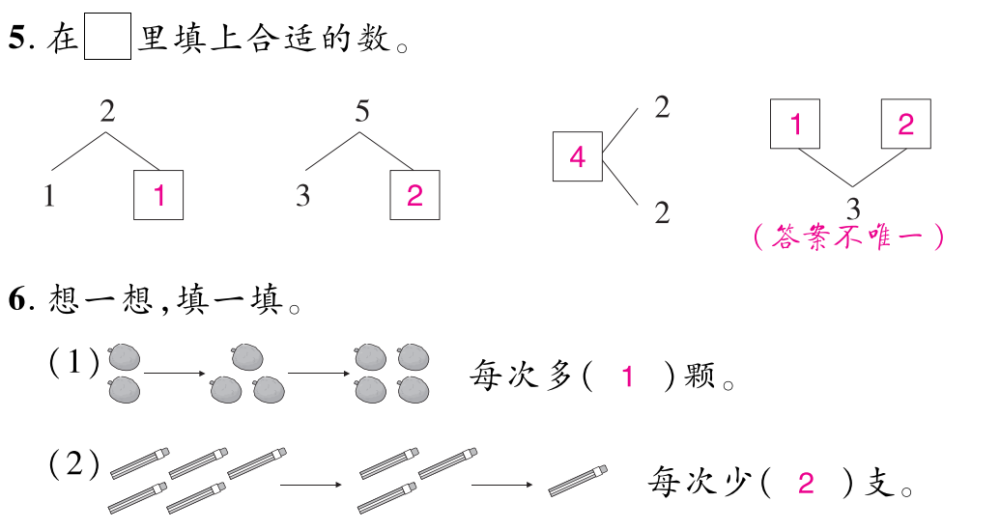 5. 在□里填上合适的数。
2 5 2 1 2
4
1 1 3 2 2 3
(答案不唯一)
6. 想一想,填一填。
(1) 每次多( 1 )颗。
(2) 每次少( 2 )支。